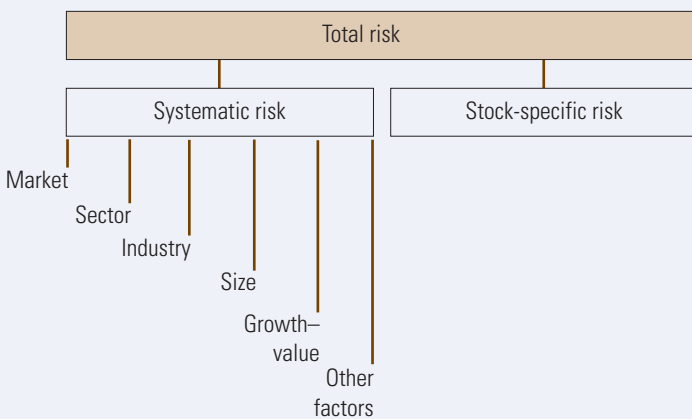 Total risk
Systematic risk
Stock-specific risk
Market
Sector
Industry
Size
Growth–
value
Other
factors